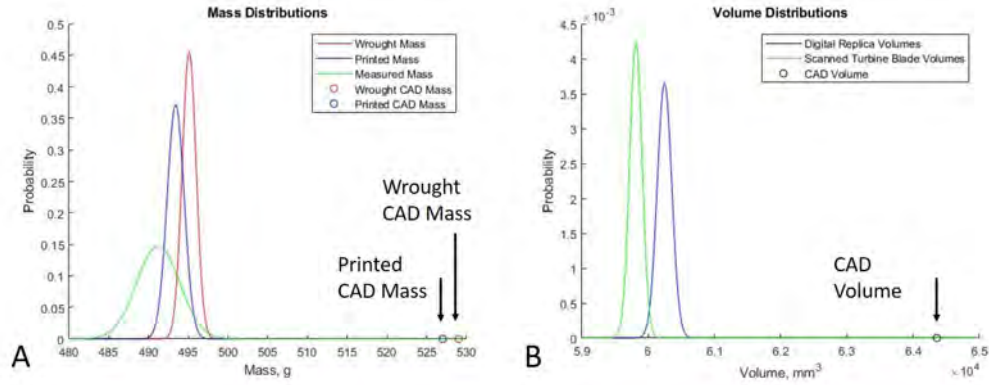 Mass Distributions
0.5
0.45
0.4
0.35
0.3
0.25
0.2
0.15
0.1
0.05
0
Probability
480
485
490
495
500
505
510
515
520
525
530
Mass, g
Wrought Mass
Printed Mass
Measured Mass
Wrought CAD Mass
Printed CAD Mass
Wrought
CAD Mass
Printed
CAD Mass
A
Volume Distributions
4.5
× 10⁻³
4
3.5
3
2.5
2
1.5
1
0.5
0
Probability
5.9
6
6.1
6.2
6.3
6.4
6.5
× 10⁴
Volume, mm³
Digital Replica Volumes
Scanned Turbine Blade Volumes
CAD Volume
CAD
Volume
B